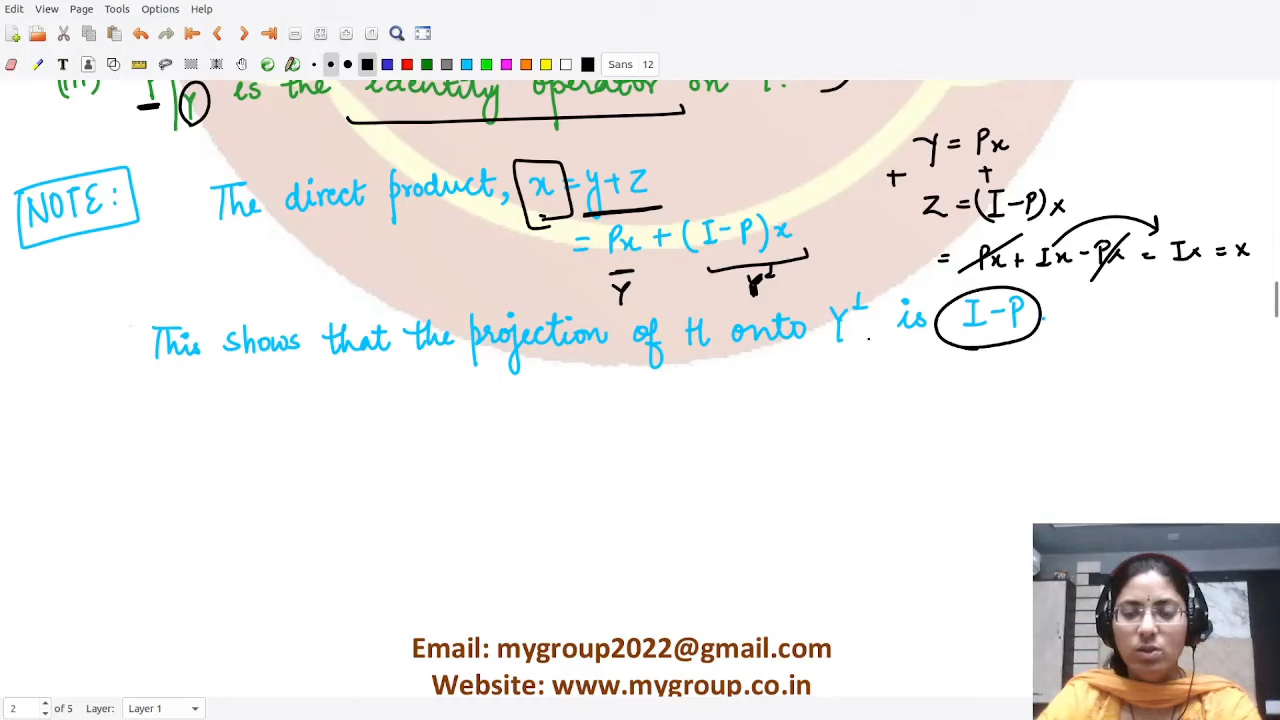 Edit View Page Tools Options Help
Sans 12
(iii) P|Y is the identity operator on Y.
NOTE: The direct product, x = y + z
= Px + (I - P)x
Y Y⊥
y = Px
+ +
z = (I - P)x
= Px + Ix - Px = Ix = x
This shows that the projection of H onto Y⊥ is I - P.
Email: mygroup2022@gmail.com
Website: www.mygroup.co.in
2 of 5 Layer: Layer 1